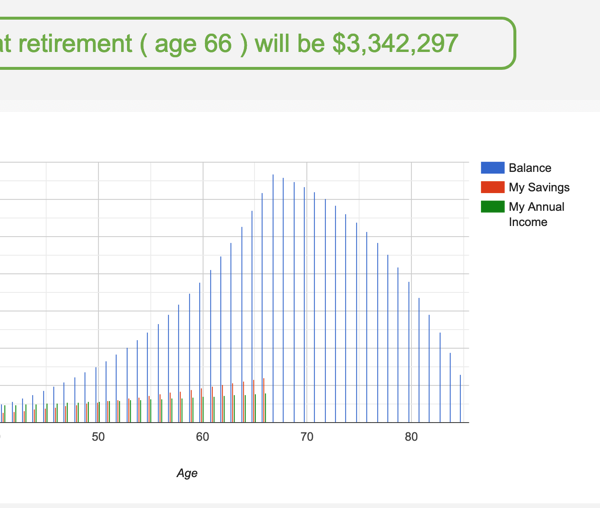 at retirement ( age 66 ) will be $3,342,297
Balance
My Savings
My Annual
Income
50
60
70
80
Age